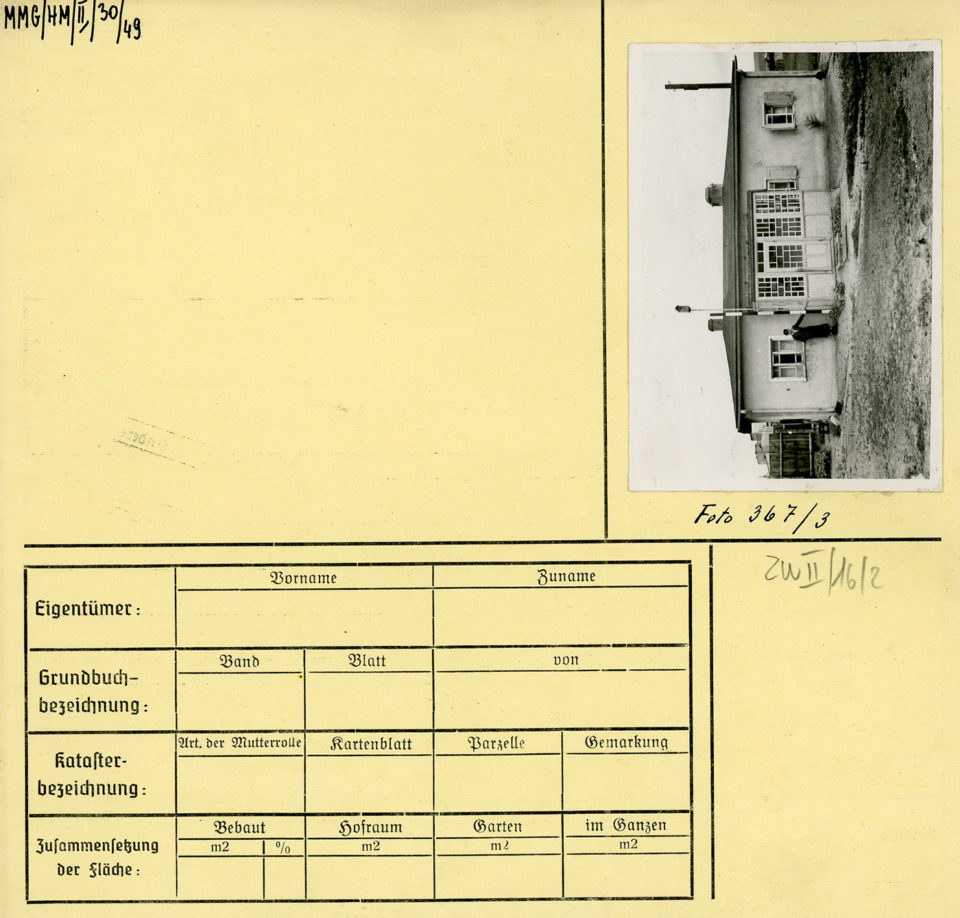 MMG/HM/II/30/49
Foto 367/3
ZW II/16/2
Eigentümer:
Vorname
Zuname
Grundbuch-
bezeichnung:
Band
Blatt
von
Kataster-
bezeichnung:
Art. der Mutterrolle
Kartenblatt
Parzelle
Gemarkung
Zusammensetzung
der Fläche:
Bebaut
Hofraum
Garten
im Ganzen
m2
%
m2
m2
m2